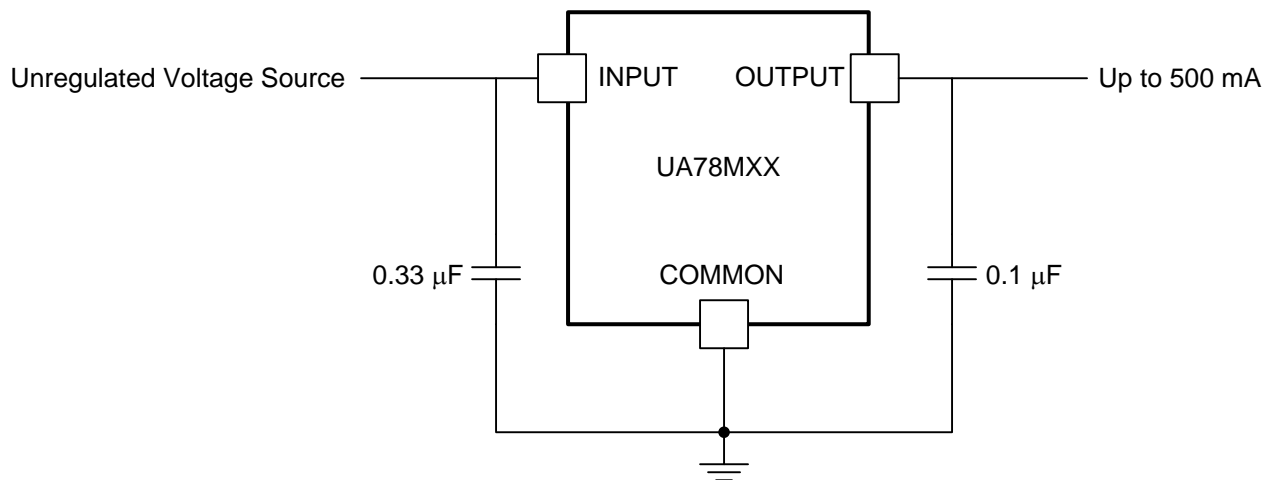 Unregulated Voltage Source
INPUT
OUTPUT
Up to 500 mA
UA78MXX
0.33 μF
COMMON
0.1 μF